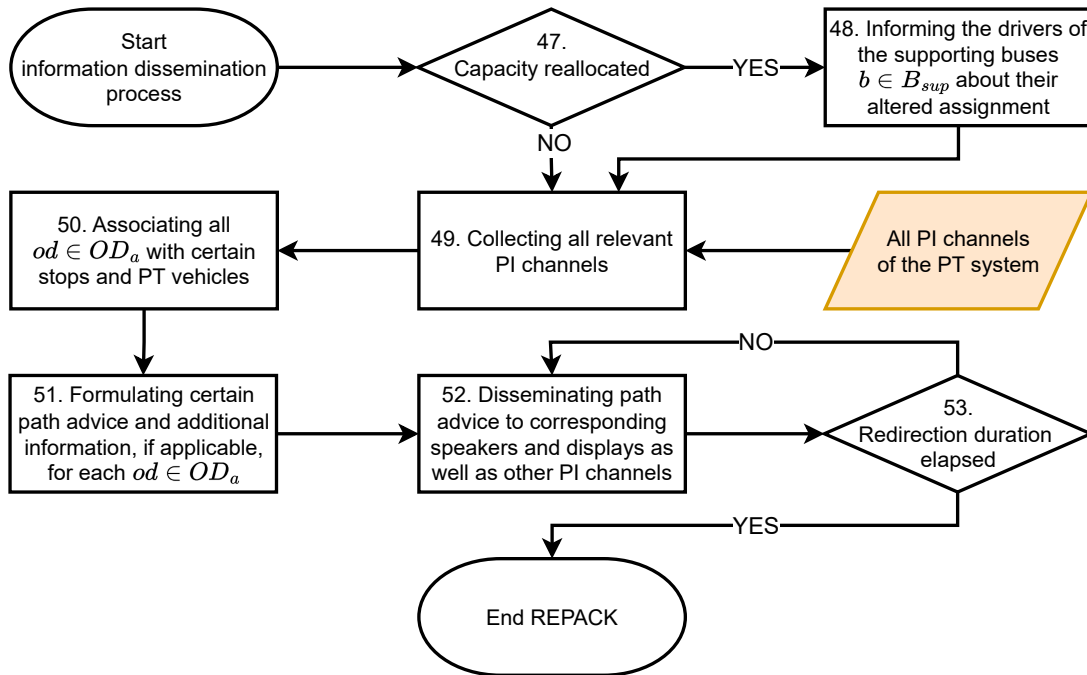 Start
information dissemination
process
47.
Capacity reallocated
YES
48. Informing the drivers of
the supporting buses
b ∈ B_{sup} about their
altered assignment
NO
50. Associating all
od ∈ OD_a with certain
stops and PT vehicles
49. Collecting all relevant
PI channels
All PI channels
of the PT system
NO
51. Formulating certain
path advice and additional
information, if applicable,
for each od ∈ OD_a
52. Disseminating path
advice to corresponding
speakers and displays as
well as other PI channels
53.
Redirection duration
elapsed
YES
End REPACK